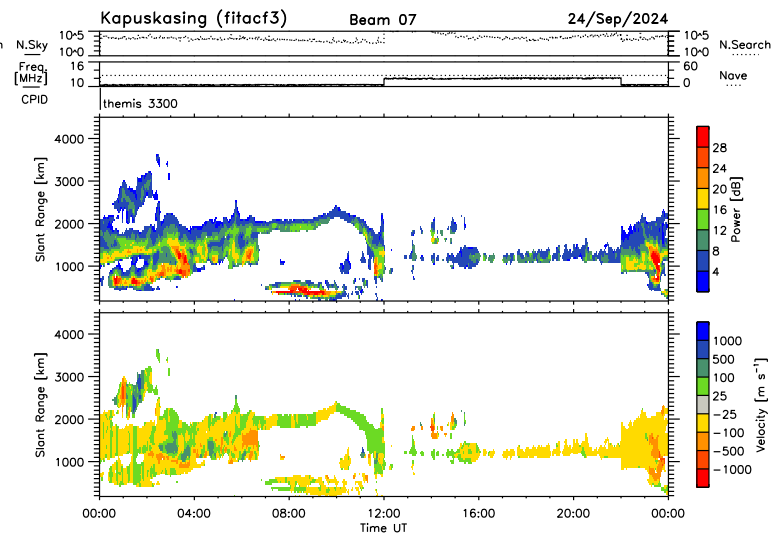 Kapuskasing (fitacf3) Beam 07 24/Sep/2024
n N.Sky 10^5 10^5 N.Search
10^0 10^0
Freq. 16 60 Nave
[MHz] 10 0
CPID themis 3300
Slant Range [km] 4000 3000 2000 1000
Power [dB] 28 24 20 16 12 8 4
Slant Range [km] 4000 3000 2000 1000
Velocity [m s⁻¹] 1000 500 100 25 −25 −100 −500 −1000
00:00 04:00 08:00 12:00 16:00 20:00 00:00
Time UT